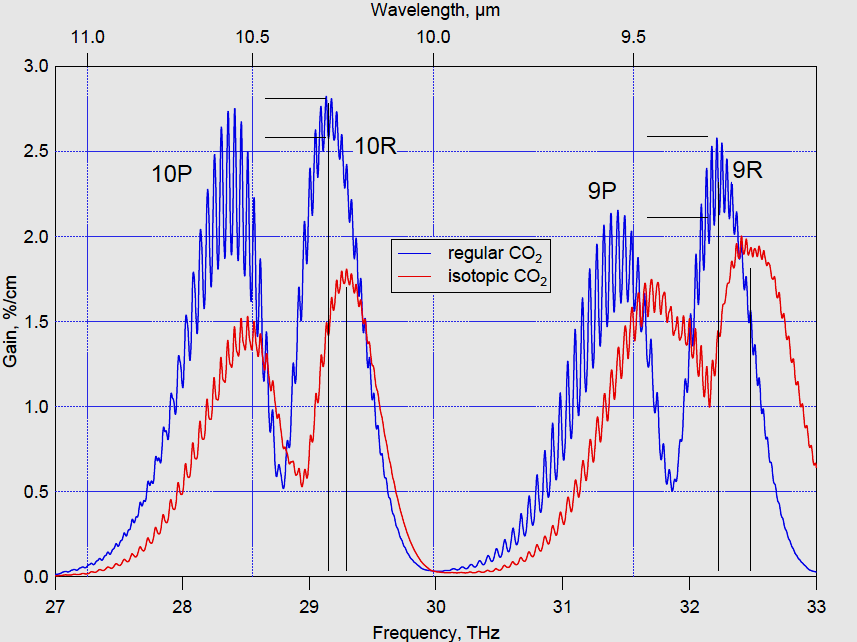 Wavelength, µm
11.0 10.5 10.0 9.5
3.0
2.5
2.0
1.5
1.0
0.5
0.0
Gain, %/cm
10P
10R
9P
9R
regular CO₂
isotopic CO₂
27 28 29 30 31 32 33
Frequency, THz